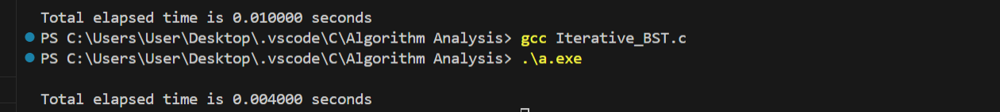 Total elapsed time is 0.010000 seconds
PS C:\Users\User\Desktop\.vscode\C\Algorithm Analysis> gcc Iterative_BST.c
PS C:\Users\User\Desktop\.vscode\C\Algorithm Analysis> .\a.exe
Total elapsed time is 0.004000 seconds